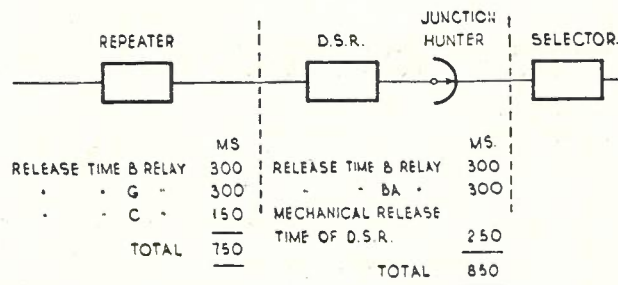 JUNCTION
REPEATER D.S.R. HUNTER SELECTOR
MS MS.
RELEASE TIME B RELAY 300 RELEASE TIME B RELAY 300
" " G " 300 " " BA " 300
" " C " 150 MECHANICAL RELEASE
TOTAL 750 TIME OF D.S.R. 250
TOTAL 850